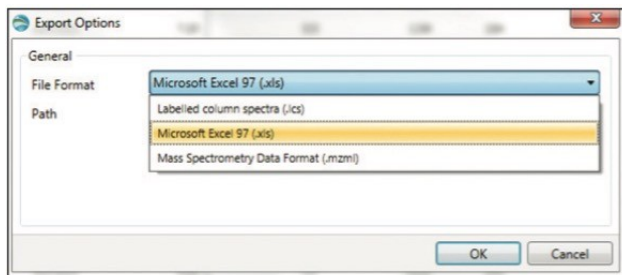 Export Options
General
File Format Microsoft Excel 97 (.xls)
Path
Labelled column spectra (.lcs)
Microsoft Excel 97 (.xls)
Mass Spectrometry Data Format (.mzml)
OK Cancel